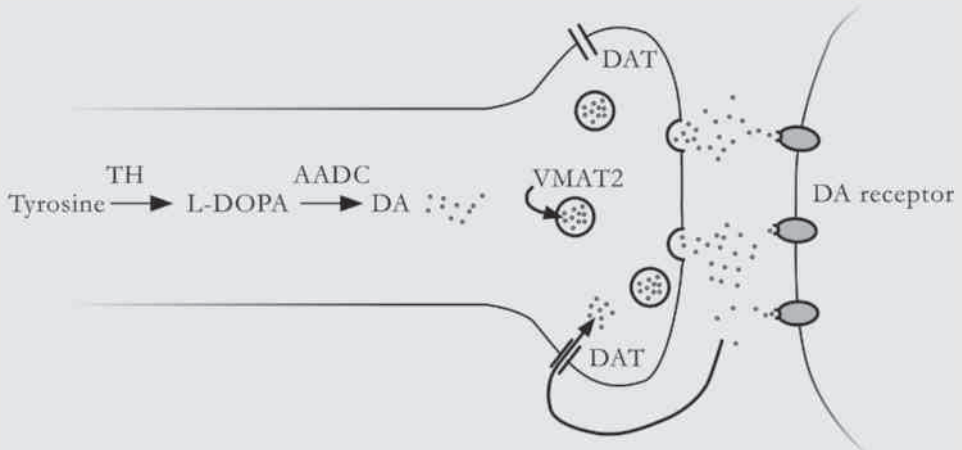 DAT
TH
AADC
VMAT2
Tyrosine
L-DOPA
DA
DA receptor
DAT